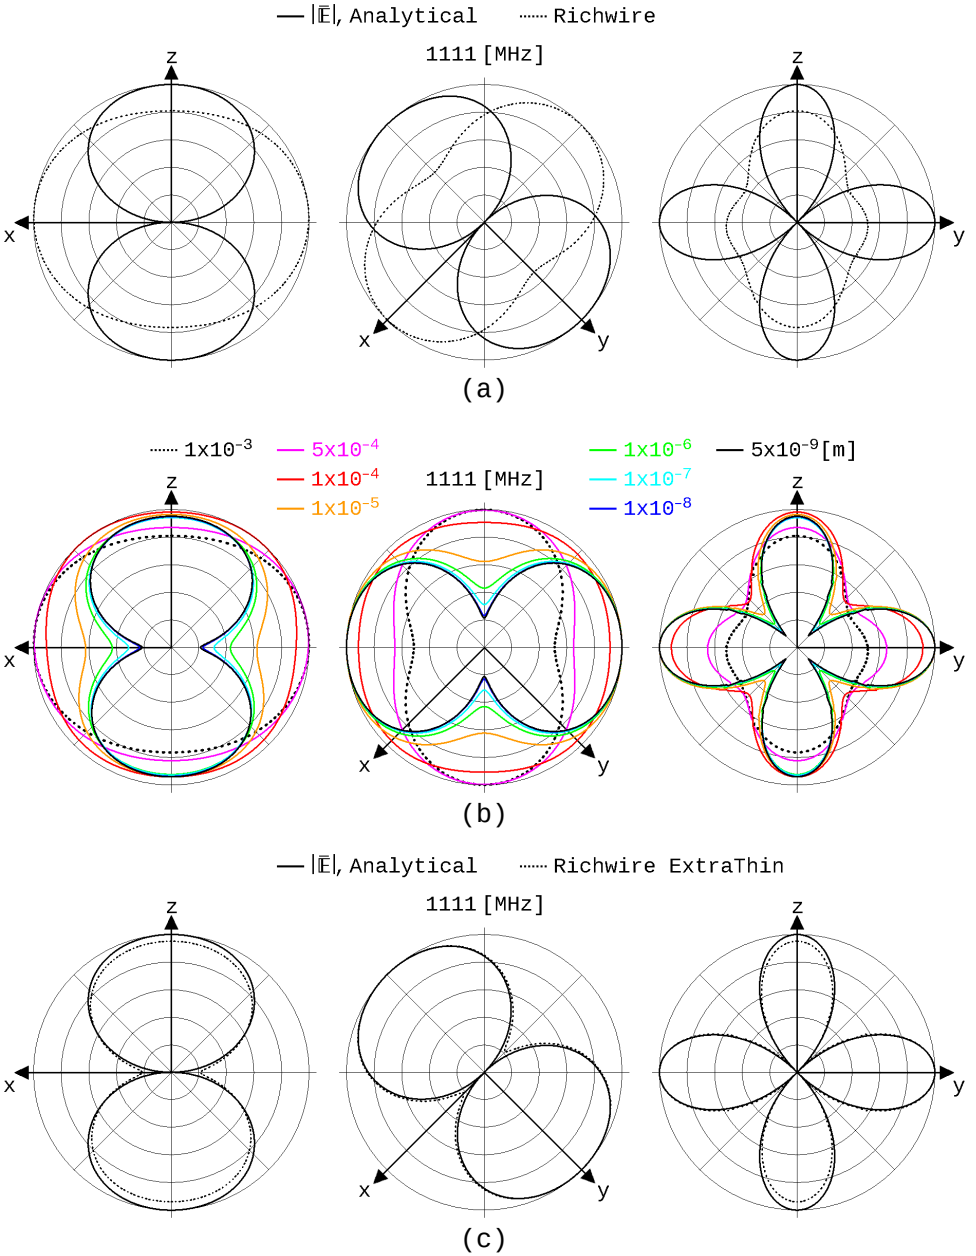 |Ē|, Analytical Richwire
1111 [MHz]
z z
x x y y
(a)
1x10⁻³ 5x10⁻⁴ 1x10⁻⁶ 5x10⁻⁹[m]
1x10⁻⁴ 1111 [MHz] 1x10⁻⁷
1x10⁻⁵ 1x10⁻⁸
z z
x x y y
(b)
|Ē|, Analytical Richwire ExtraThin
1111 [MHz]
z z
x x y y
(c)